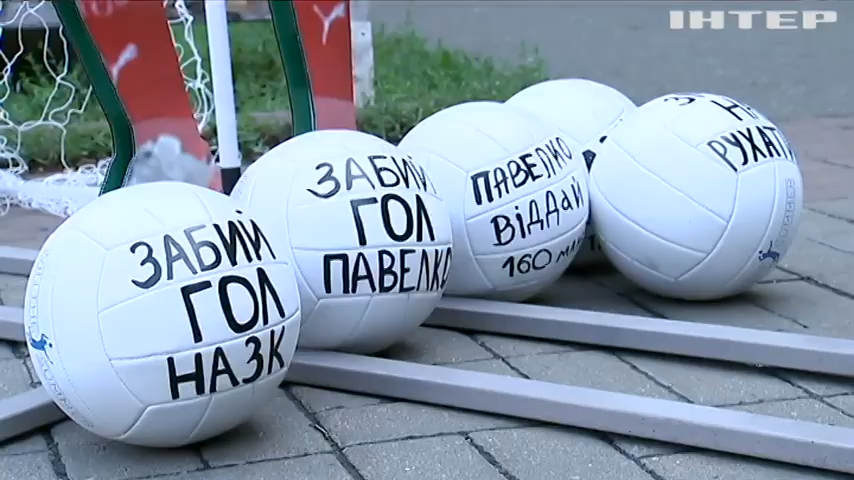 ІНТЕР
ЗАБИЙ
ГОЛ
НАЗК
ЗАБИЙ
ГОЛ
ПАВЕЛКО
ПАВЕЛКО
ВіДДАЙ
160
РУХАТИ